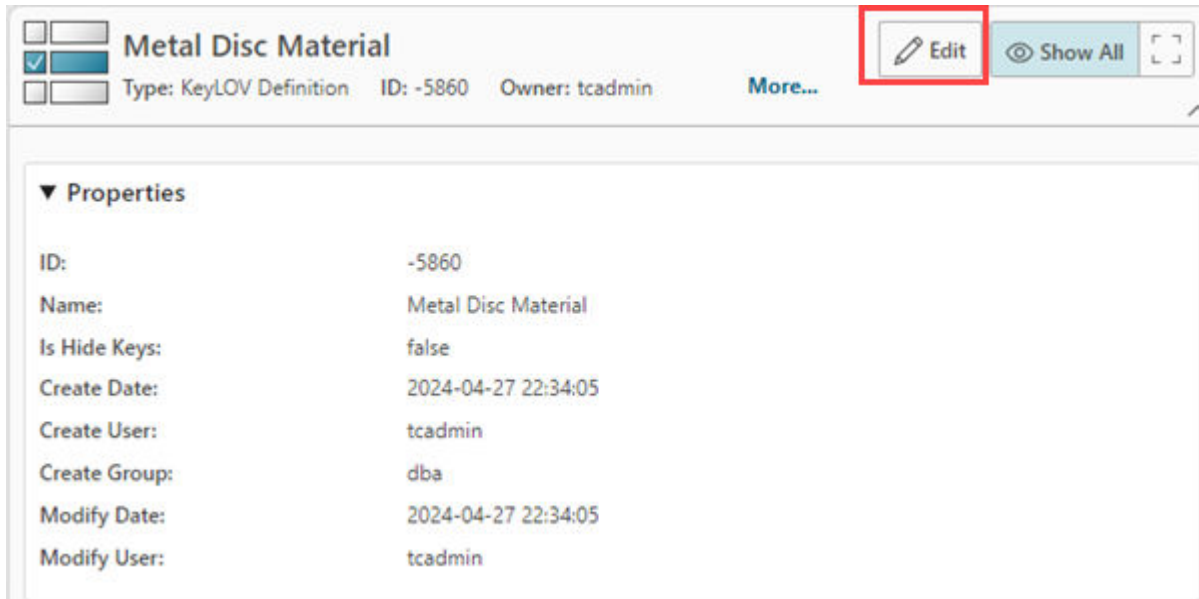 Metal Disc Material
Edit
Show All
Type: KeyLOV Definition ID: -5860 Owner: tcadmin More...
Properties
ID: -5860
Name: Metal Disc Material
Is Hide Keys: false
Create Date: 2024-04-27 22:34:05
Create User: tcadmin
Create Group: dba
Modify Date: 2024-04-27 22:34:05
Modify User: tcadmin